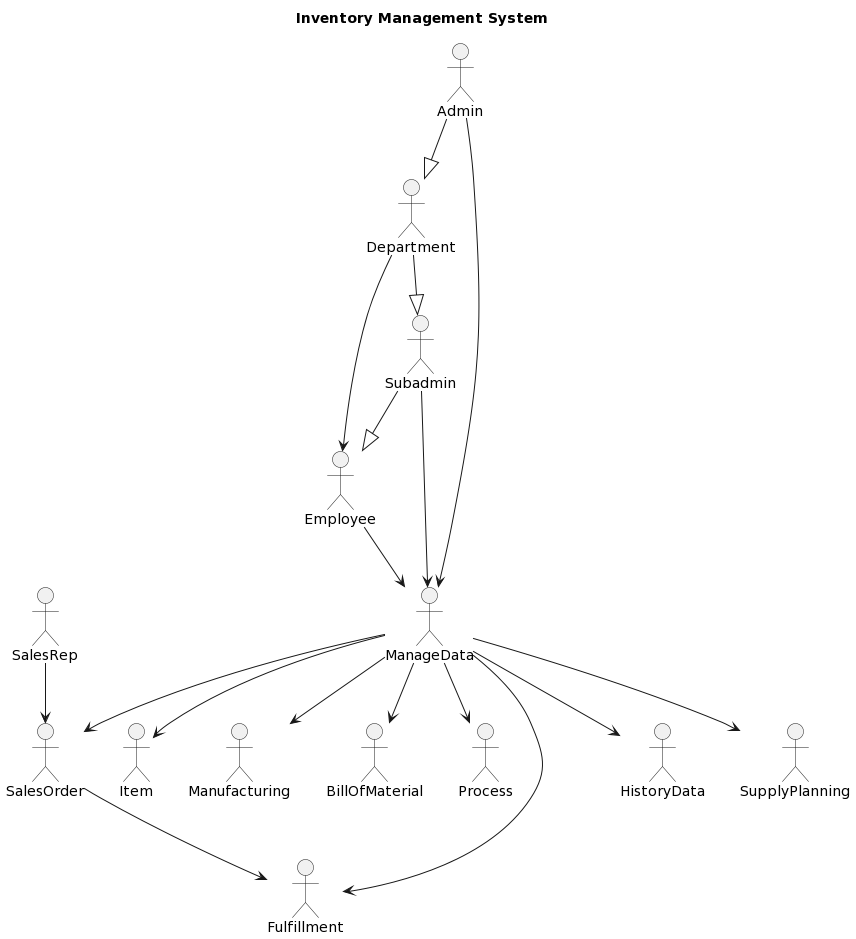 Inventory Management System
Admin
Department
Subadmin
Employee
SalesRep
ManageData
SalesOrder
Item
Manufacturing
BillOfMaterial
Process
HistoryData
SupplyPlanning
Fulfillment